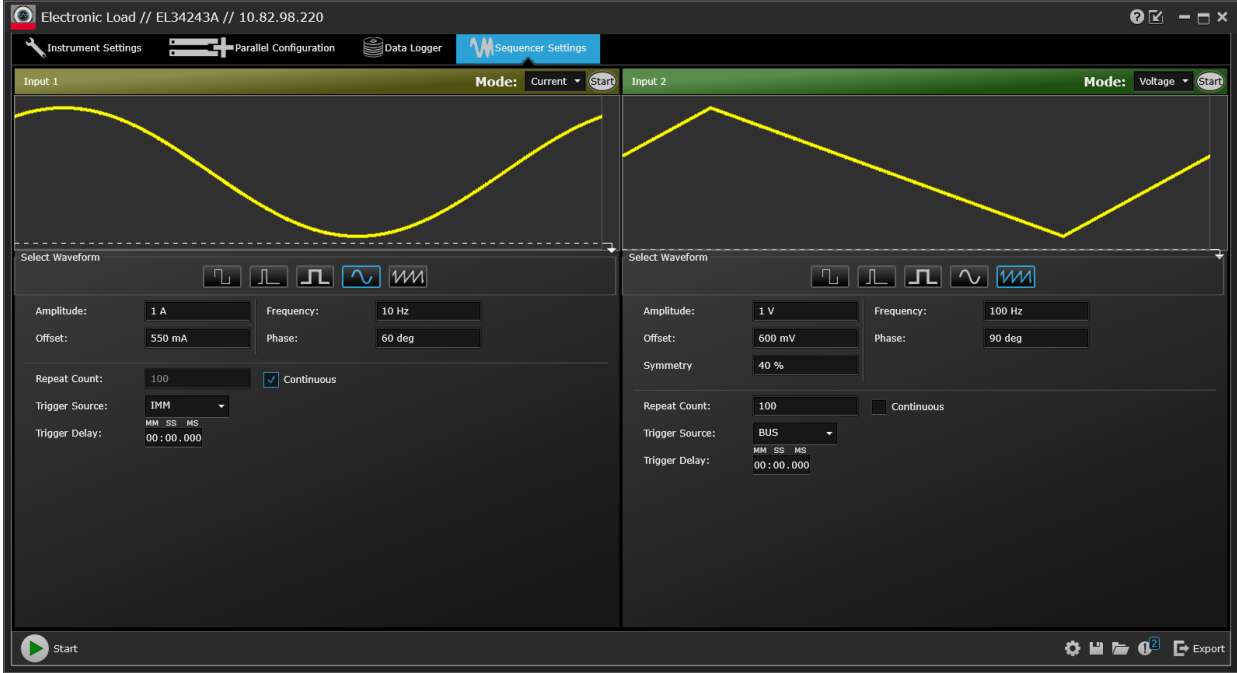 Electronic Load // EL34243A // 10.82.98.220
Instrument Settings
Parallel Configuration
Data Logger
Sequencer Settings
Input 1
Mode: Current
Start
Input 2
Mode: Voltage
Start
Select Waveform
Amplitude: 1 A
Frequency: 10 Hz
Offset: 550 mA
Phase: 60 deg
Repeat Count: 100
Continuous
Trigger Source: IMM
MM SS MS
Trigger Delay: 00:00.000
Select Waveform
Amplitude: 1 V
Frequency: 100 Hz
Offset: 600 mV
Phase: 90 deg
Symmetry 40 %
Repeat Count: 100
Continuous
Trigger Source: BUS
MM SS MS
Trigger Delay: 00:00.000
Start
2
Export